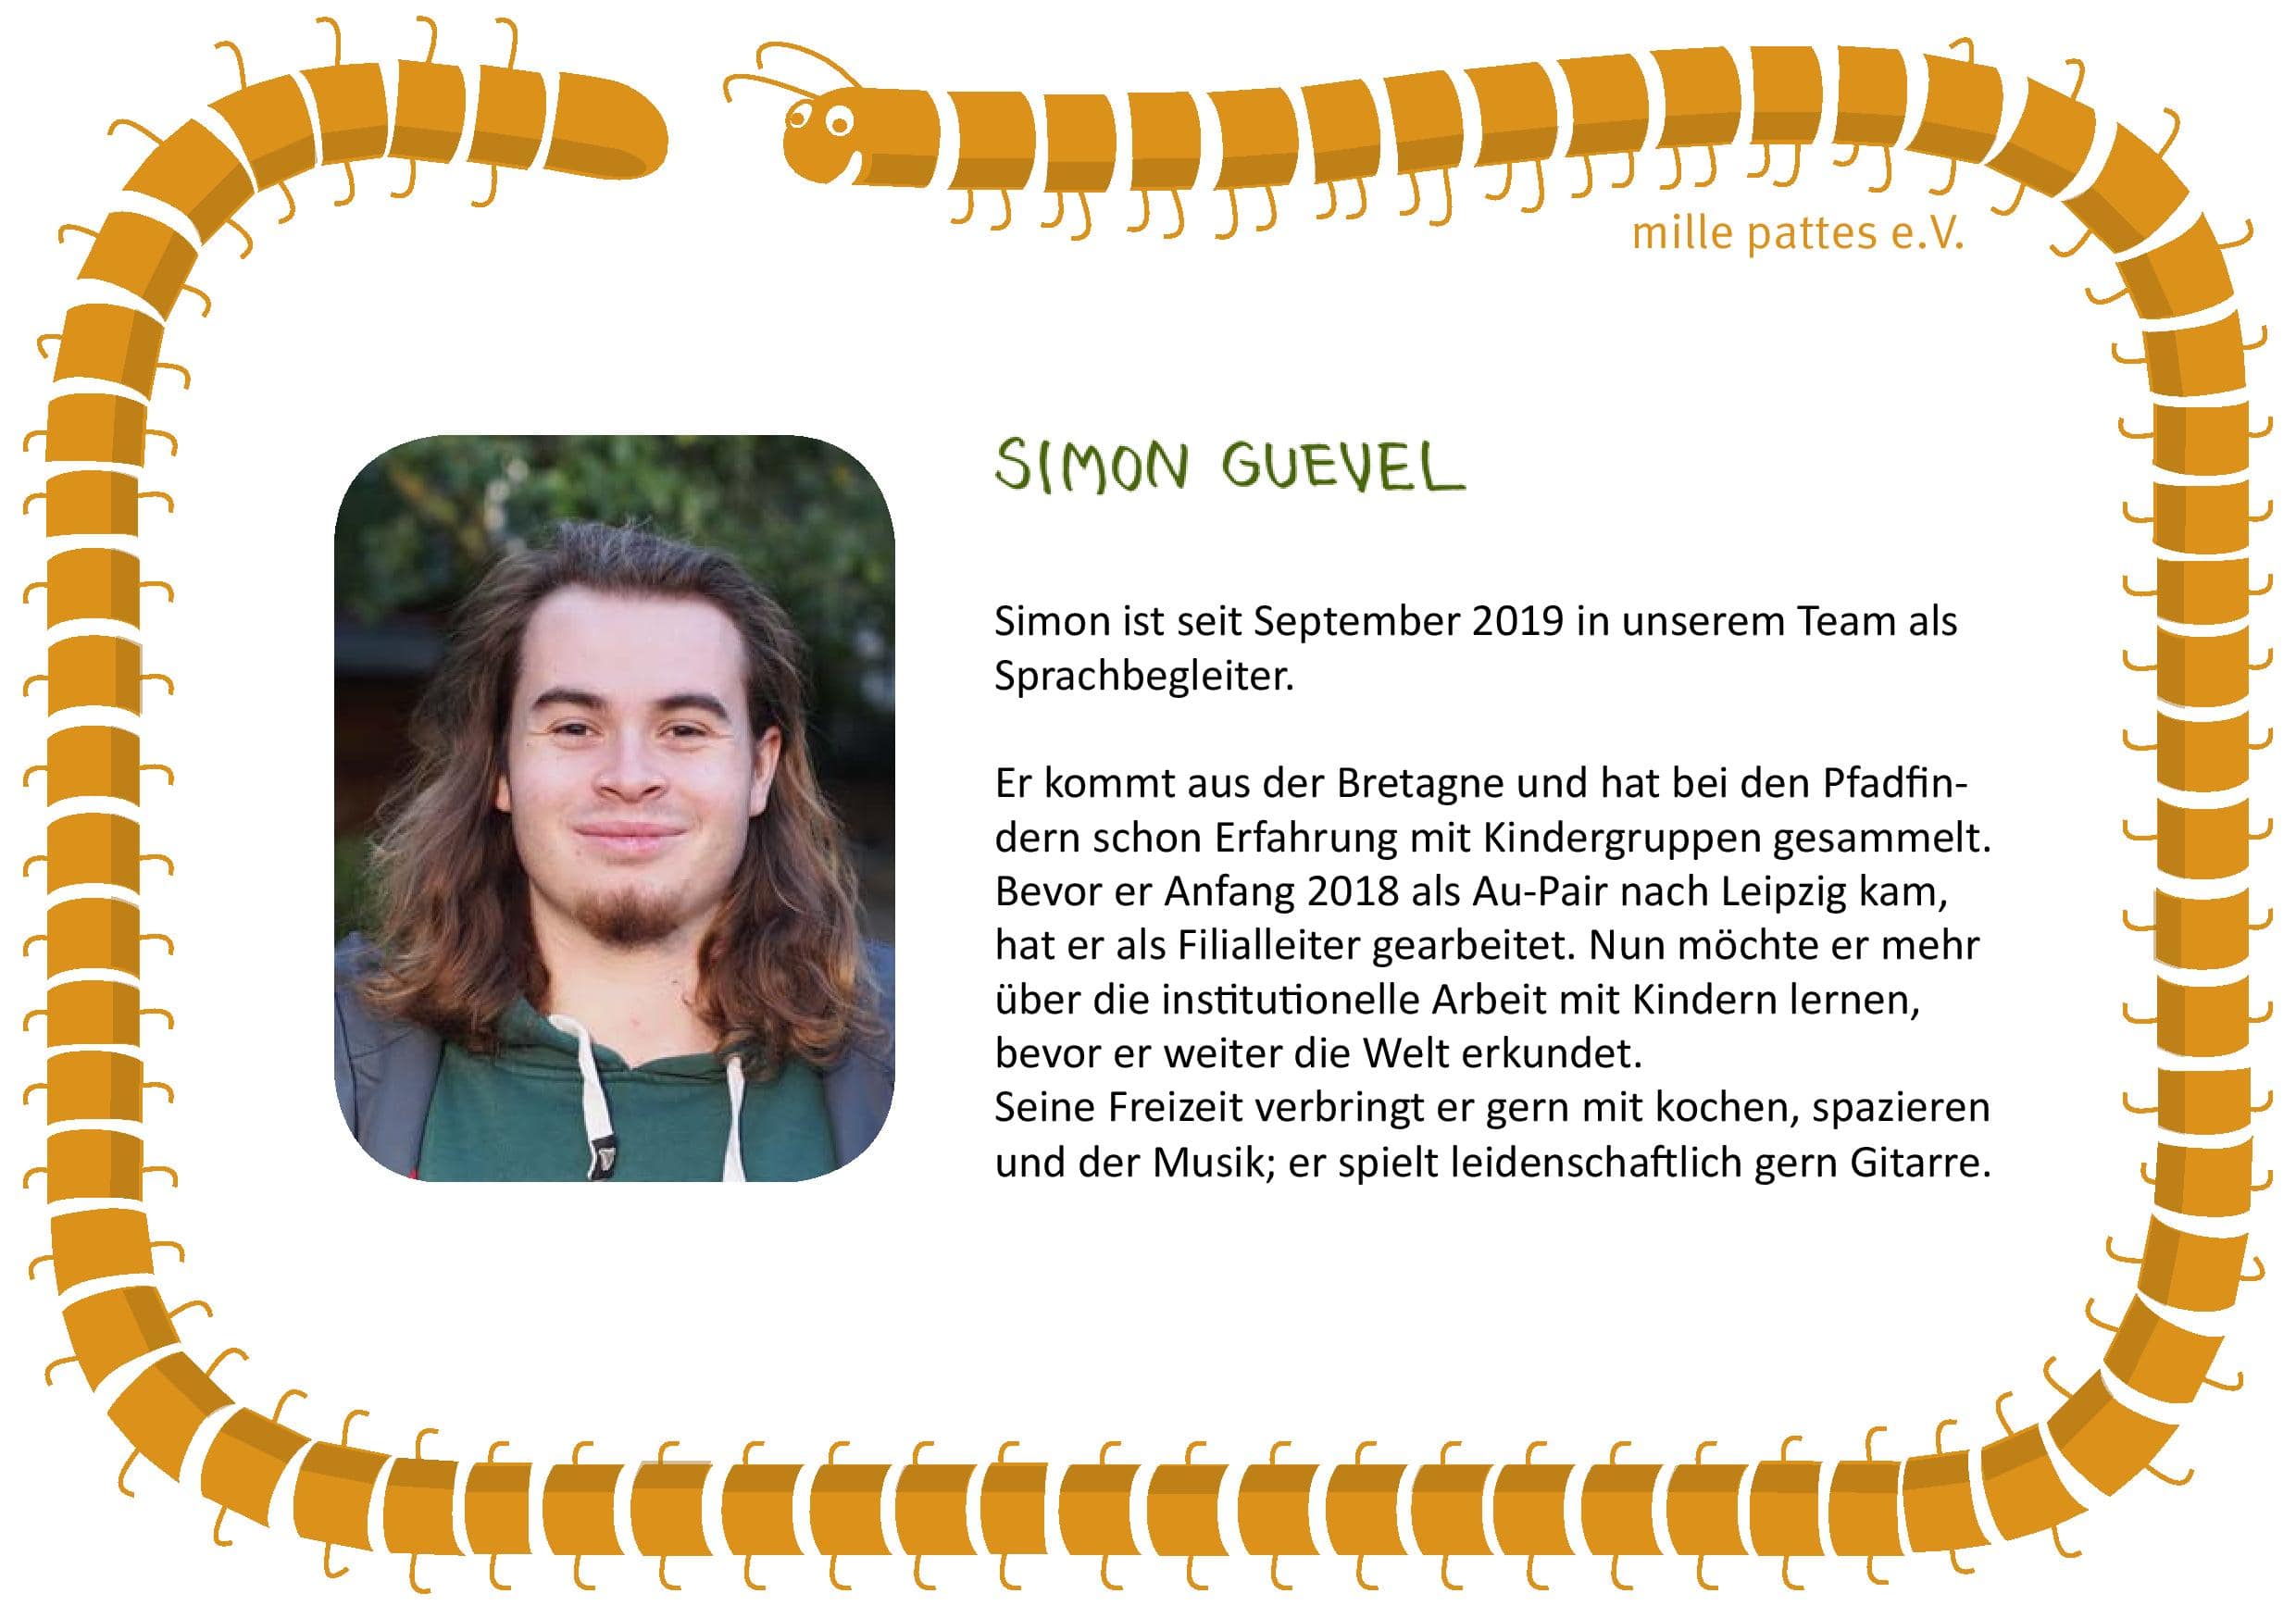 mille pattes e.V.
SIMON GUEVEL
Simon ist seit September 2019 in unserem Team als
Sprachbegleiter.
Er kommt aus der Bretagne und hat bei den Pfadfin-
dern schon Erfahrung mit Kindergruppen gesammelt.
Bevor er Anfang 2018 als Au-Pair nach Leipzig kam,
hat er als Filialleiter gearbeitet. Nun möchte er mehr
über die institutionelle Arbeit mit Kindern lernen,
bevor er weiter die Welt erkundet.
Seine Freizeit verbringt er gern mit kochen, spazieren
und der Musik; er spielt leidenschaftlich gern Gitarre.